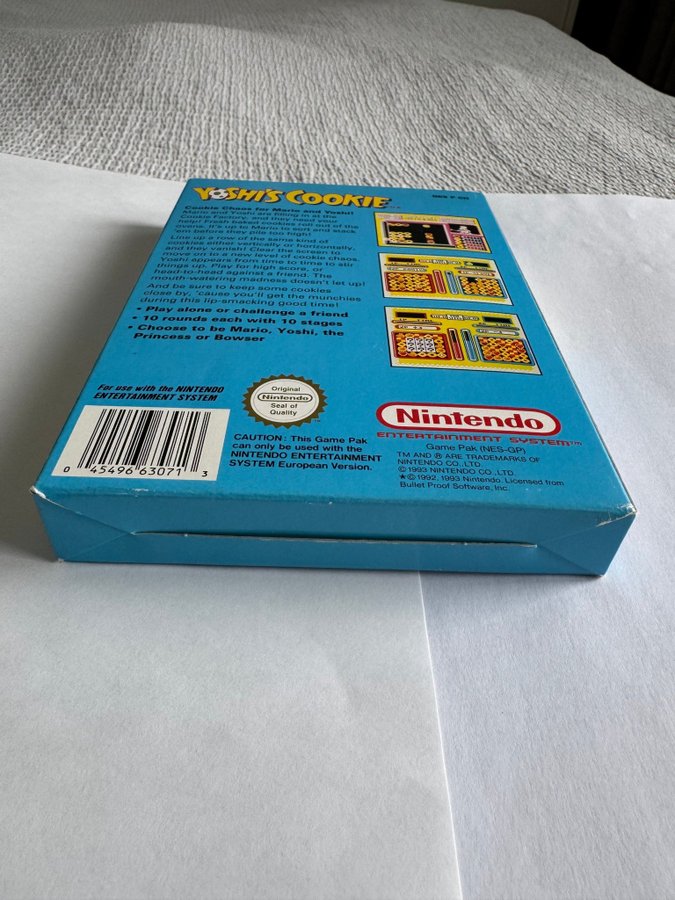 YOSHI'S COOKIE
Cookie Chaos for Mario and Yoshi!
Mario and Yoshi are filling in at the
Cookie Factory, and they need your
help! Fresh baked cookies roll out of the
ovens. It's up to Mario to sort and stack
'em before they pile too high!
Line up a row of the same kind of
cookies either vertically or horizontally,
and they vanish! Clear the screen to
move on to a new level of cookie chaos.
Yoshi appears from time to time to stir
things up. Play for high score, or
head-to-head against a friend. The
mouth-watering madness doesn't let up!
And be sure to keep some cookies
close by, 'cause you'll get the munchies
during this lip-smacking good time!
• Play alone or challenge a friend
• 10 rounds each with 10 stages
• Choose to be Mario, Yoshi, the
Princess or Bowser
For use with the NINTENDO
ENTERTAINMENT SYSTEM
Original
Nintendo
Seal of
Quality
0 45496 63071 3
CAUTION: This Game Pak
can only be used with the
NINTENDO ENTERTAINMENT
SYSTEM European Version.
Nintendo
ENTERTAINMENT SYSTEM™
Game Pak (NES-GP)
TM AND ® ARE TRADEMARKS OF
NINTENDO CO., LTD.
© 1993 NINTENDO CO., LTD.
★© 1992, 1993 Nintendo. Licensed from
Bullet Proof Software, Inc.